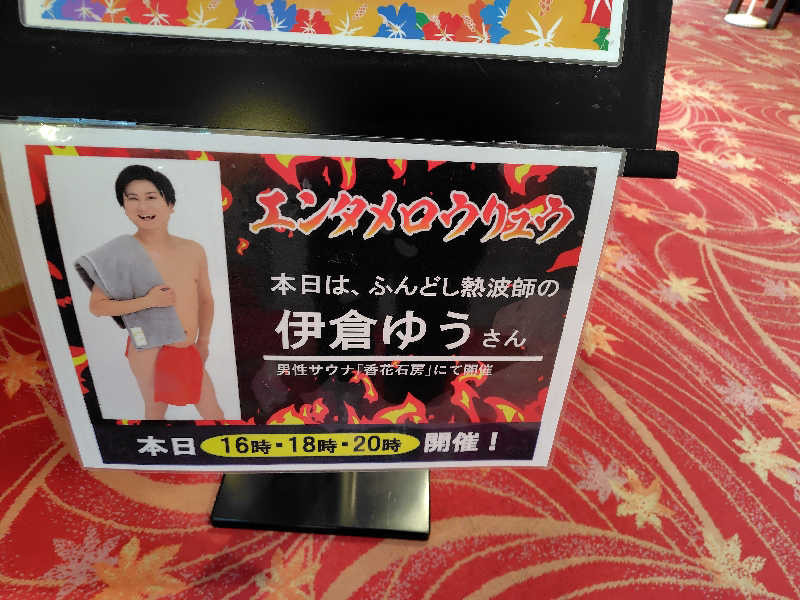 エンタメロウリュウ
本日は、ふんどし熱波師の
伊倉ゆうさん
男性サウナ「香花石房」にて開催
本日 16時・18時・20時 開催！